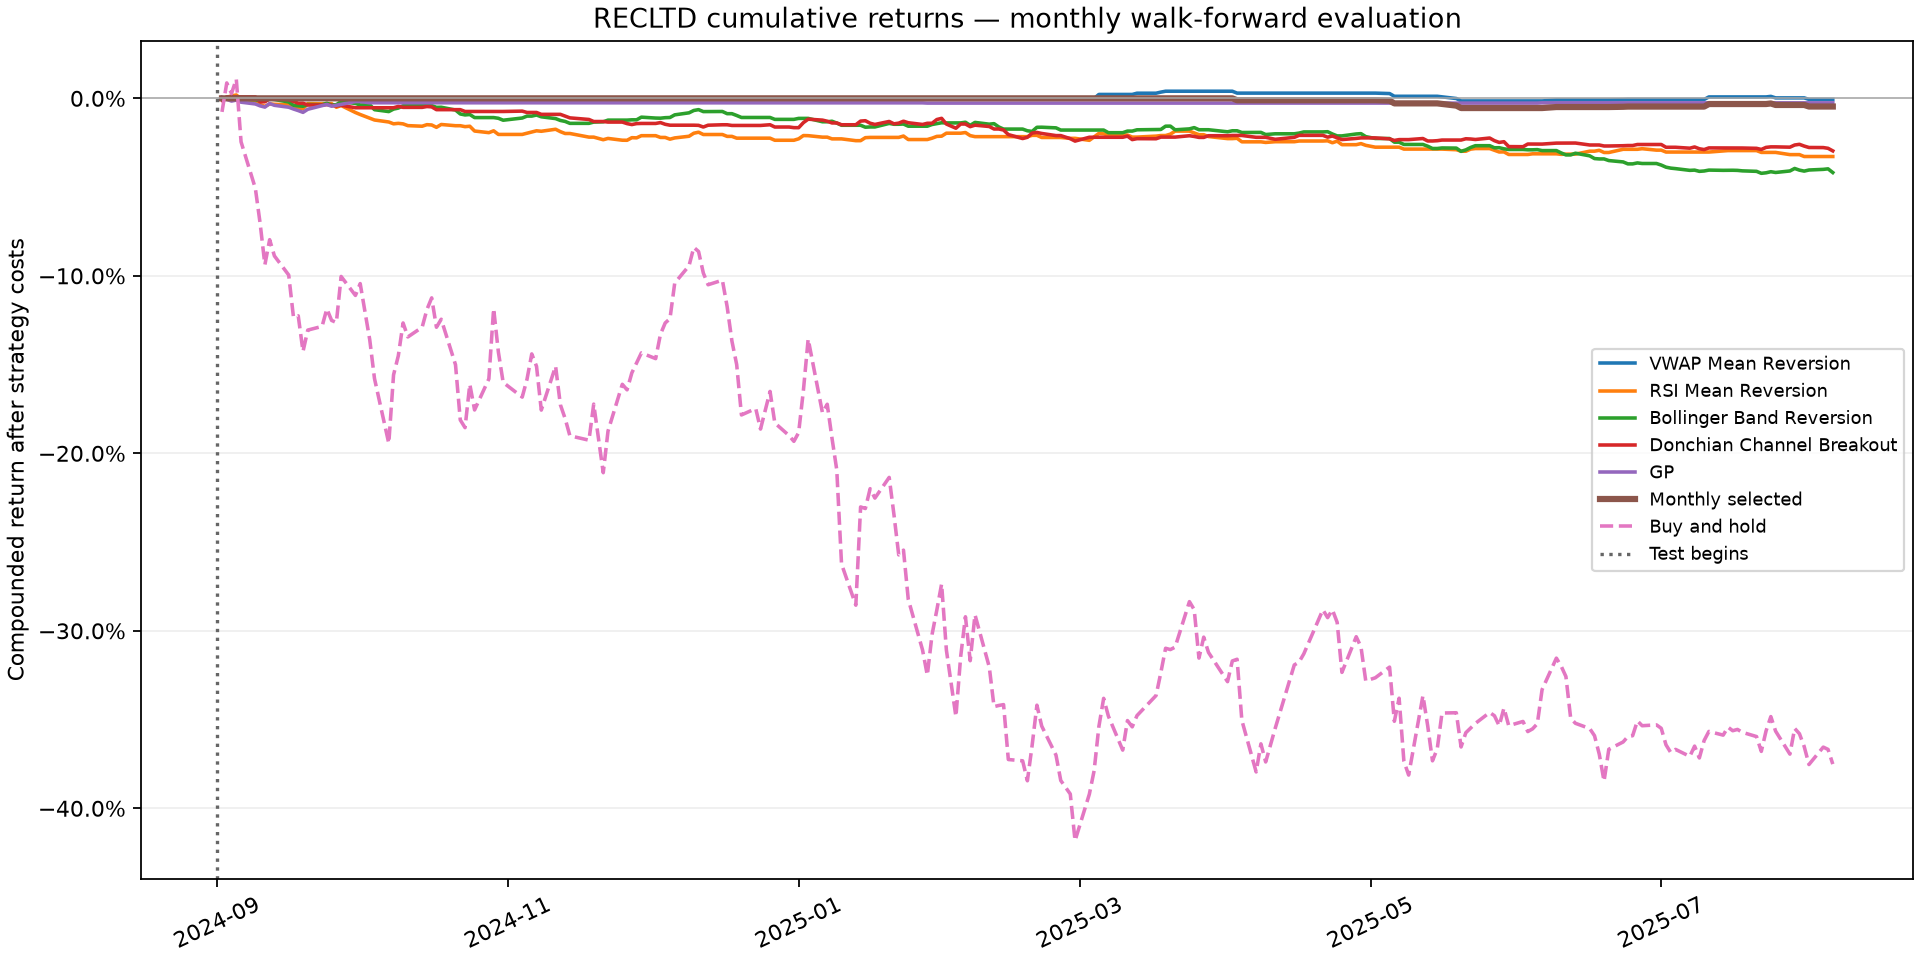 RECLTD cumulative returns — monthly walk-forward evaluation
Compounded return after strategy costs
0.0%
−10.0%
−20.0%
−30.0%
−40.0%
VWAP Mean Reversion
RSI Mean Reversion
Bollinger Band Reversion
Donchian Channel Breakout
GP
Monthly selected
Buy and hold
Test begins
2024-09
2024-11
2025-01
2025-03
2025-05
2025-07